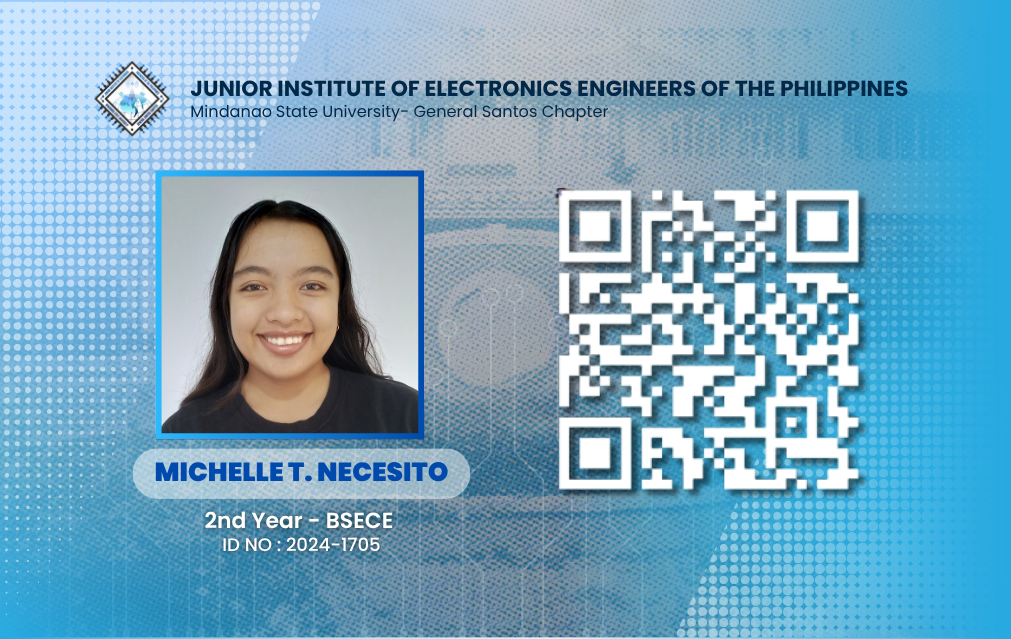 JUNIOR INSTITUTE OF ELECTRONICS ENGINEERS OF THE PHILIPPINES
Mindanao State University- General Santos Chapter
MICHELLE T. NECESITO
2nd Year - BSECE
ID NO : 2024-1705